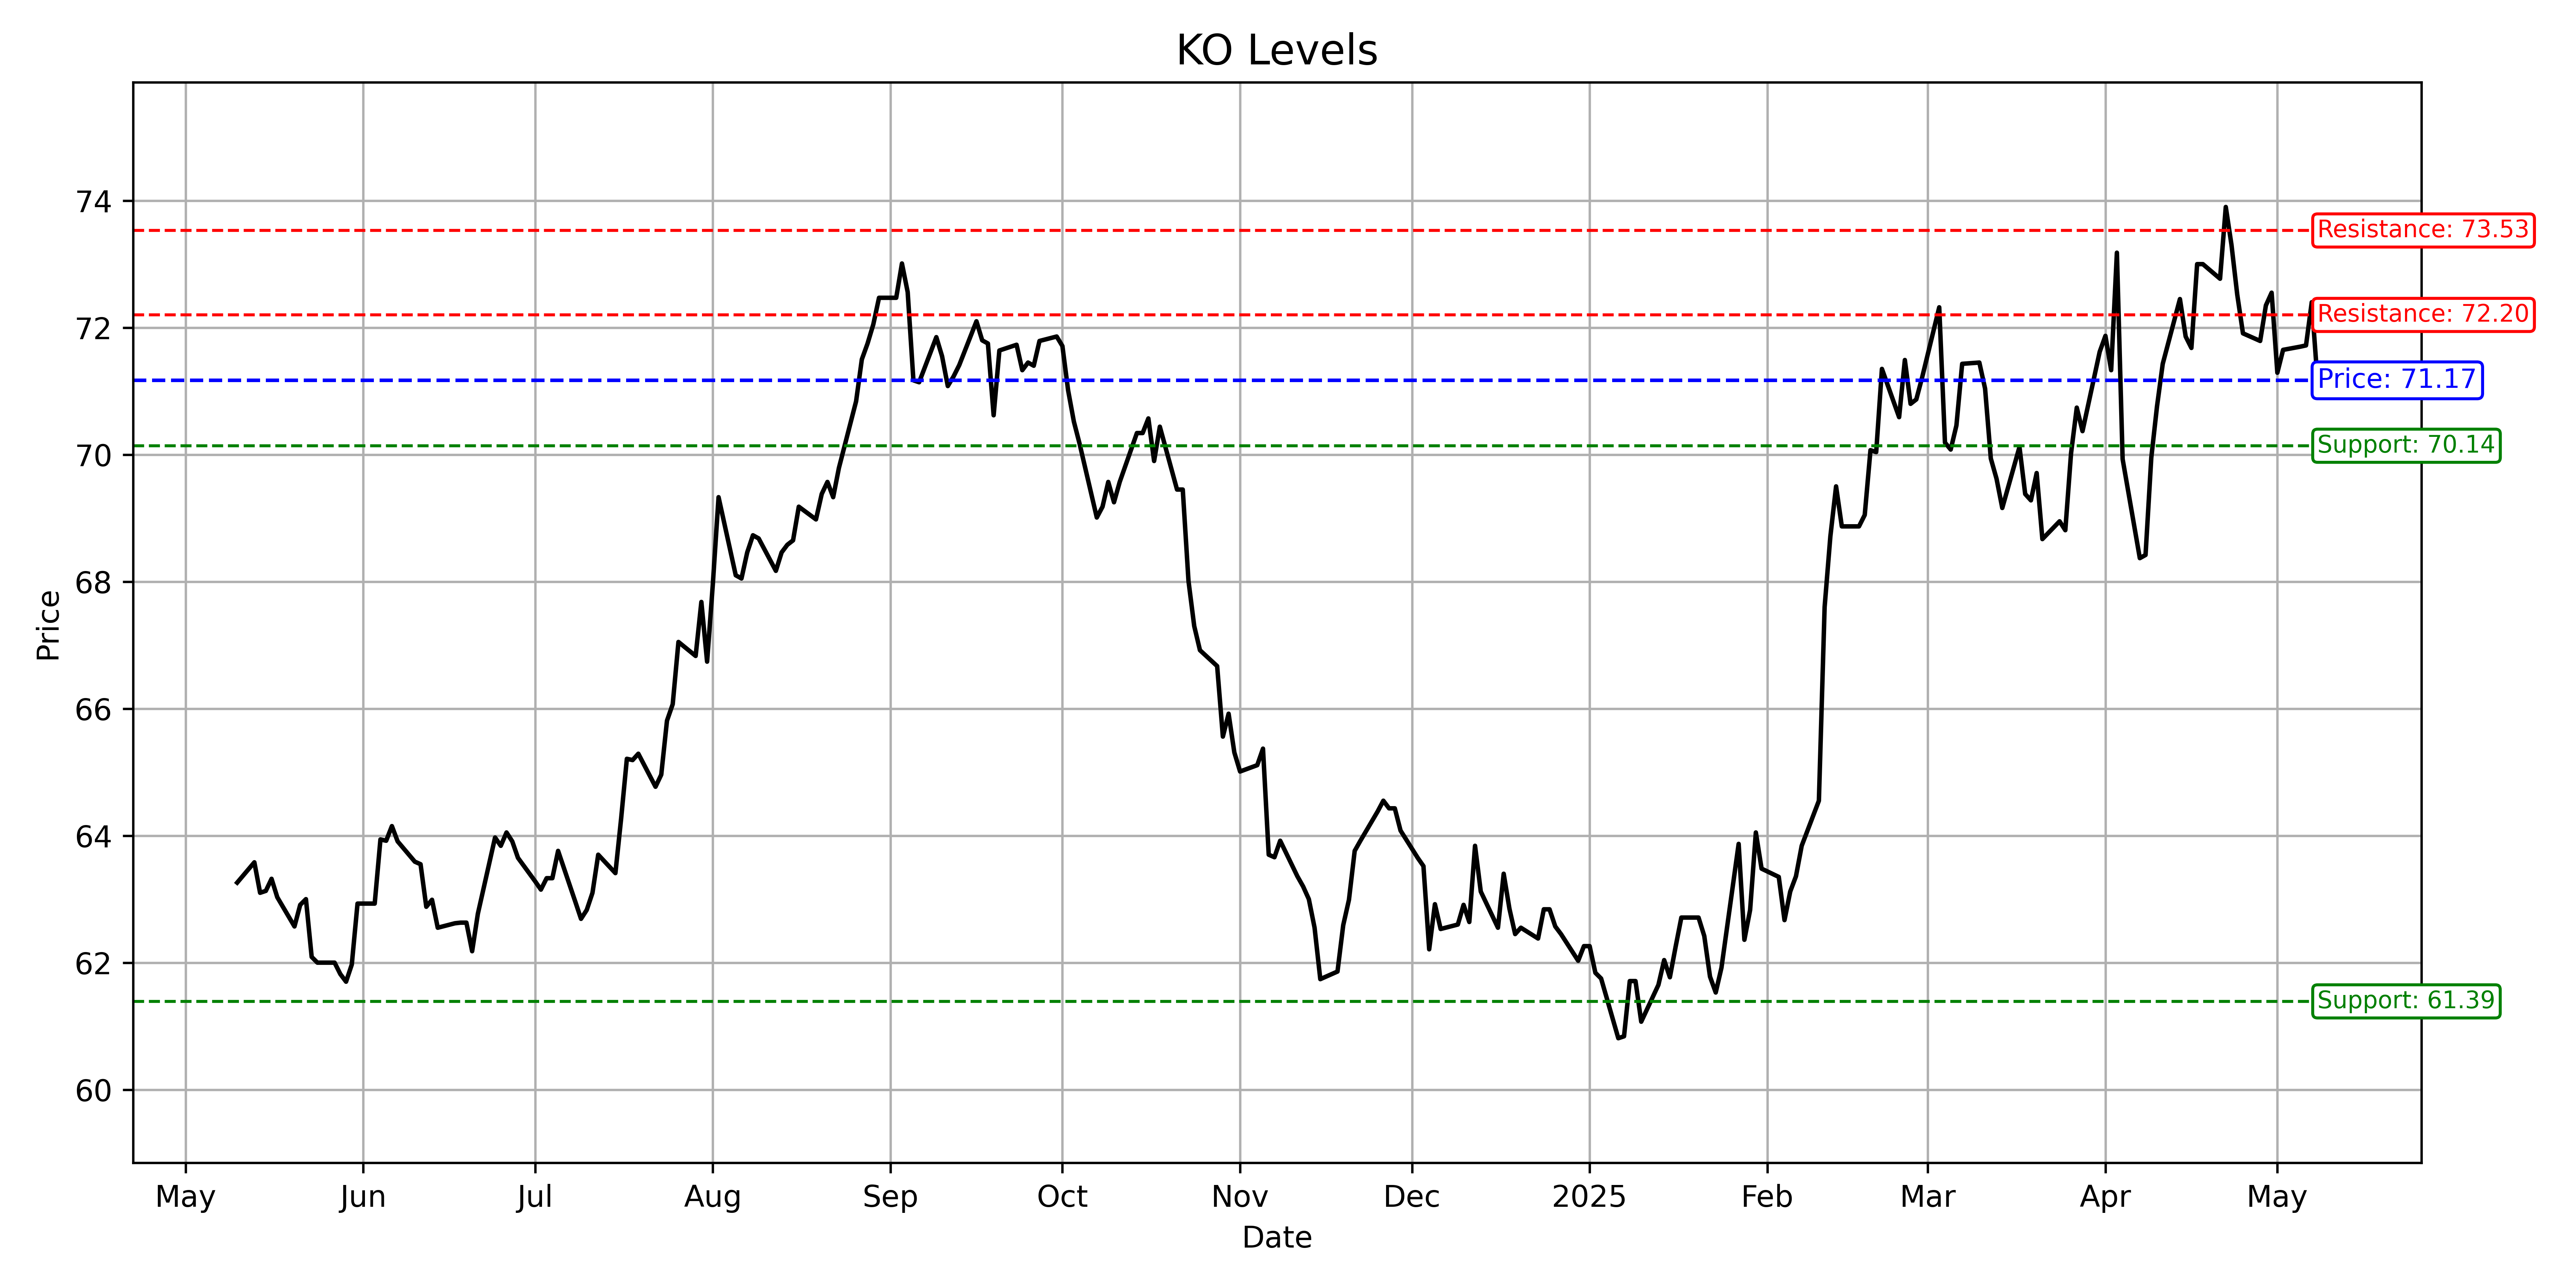 KO Levels
74
72
70
68
66
64
62
60
Price
Resistance: 73.53
Resistance: 72.20
Price: 71.17
Support: 70.14
Support: 61.39
May Jun Jul Aug Sep Oct Nov Dec 2025 Feb Mar Apr May
Date